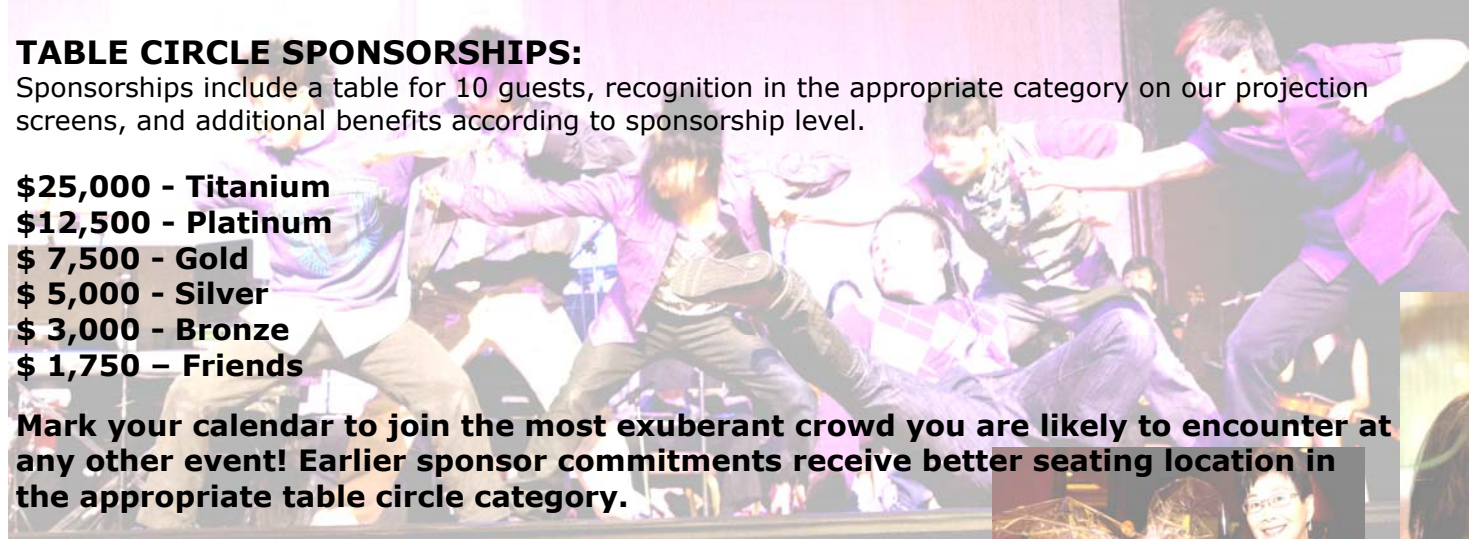 TABLE CIRCLE SPONSORSHIPS:
Sponsorships include a table for 10 guests, recognition in the appropriate category on our projection
screens, and additional benefits according to sponsorship level.
$25,000 - Titanium
$12,500 - Platinum
$ 7,500 - Gold
$ 5,000 - Silver
$ 3,000 - Bronze
$ 1,750 – Friends
Mark your calendar to join the most exuberant crowd you are likely to encounter at
any other event! Earlier sponsor commitments receive better seating location in
the appropriate table circle category.